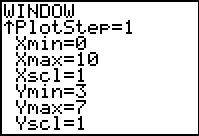 WINDOW
↑PlotStep=1
Xmin=0
Xmax=10
Xscl=1
Ymin=3
Ymax=7
Yscl=1